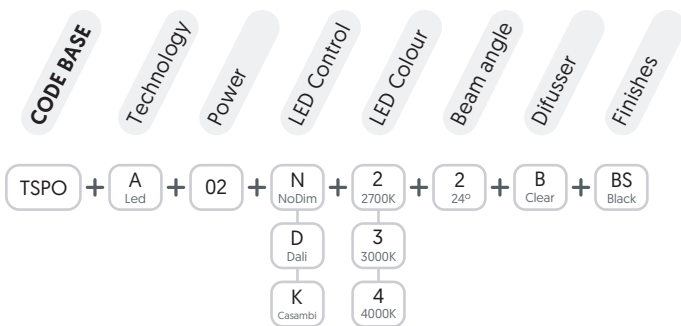 CODE BASE
Technology
Power
LED Control
LED Colour
Beam angle
Difusser
Finishes
TSPO + A + 02 + N + 2 + 2 + B + BS
Led NoDim 2700K 24º Clear Black
D 3
Dali 3000K
K 4
Casambi 4000K